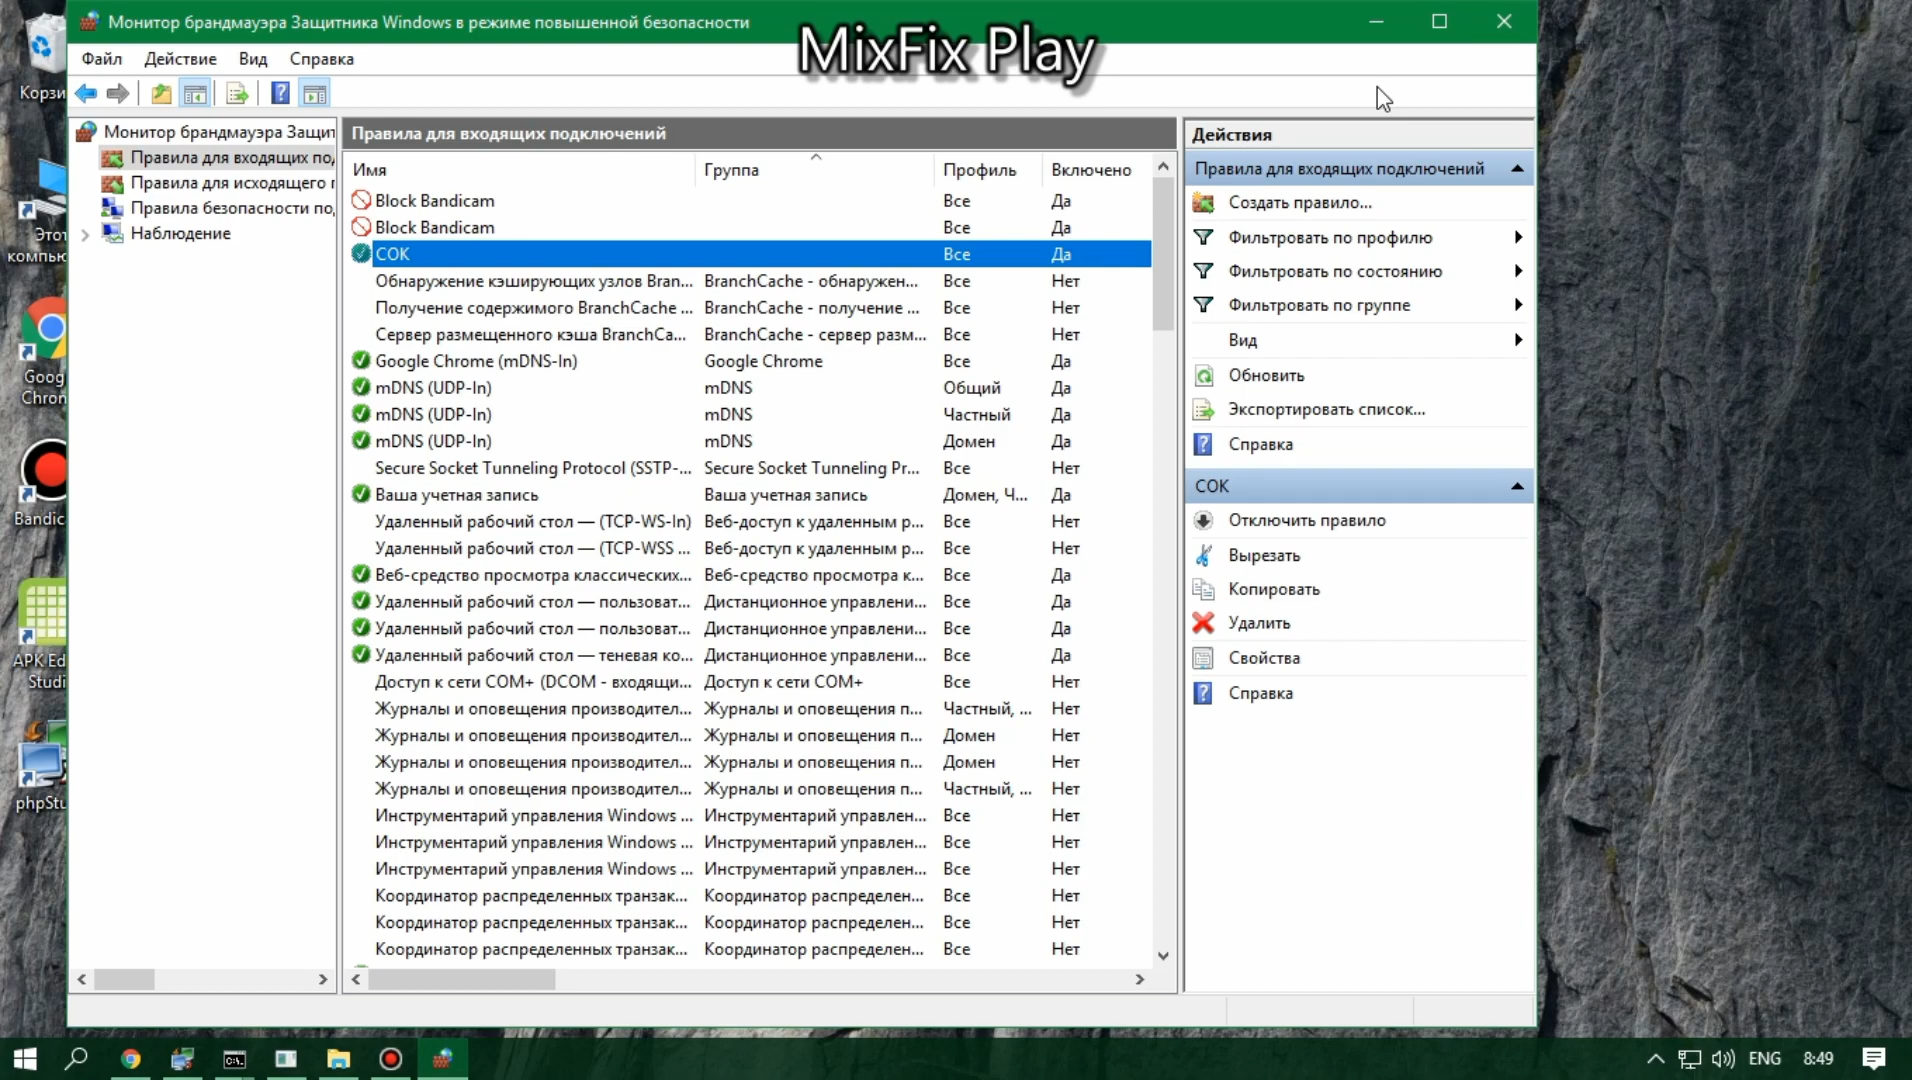 Монитор брандмауэра Защитника Windows в режиме повышенной безопасности
MixFix Play
Файл Действие Вид Справка
Монитор брандмауэра Защит
Правила для входящих по
Правила для исходящего
Правила безопасности по
Наблюдение
Правила для входящих подключений
Имя Группа Профиль Включено
Block Bandicam Все Да
Block Bandicam Все Да
СОК Все Да
Обнаружение кэширующих узлов Bran... BranchCache - обнаружен... Все Нет
Получение содержимого BranchCache ... BranchCache - получение ... Все Нет
Сервер размещенного кэша BranchCa... BranchCache - сервер разм... Все Нет
Google Chrome (mDNS-In) Google Chrome Все Да
mDNS (UDP-In) mDNS Общий Да
mDNS (UDP-In) mDNS Частный Да
mDNS (UDP-In) mDNS Домен Да
Secure Socket Tunneling Protocol (SSTP-... Secure Socket Tunneling Pr... Все Нет
Ваша учетная запись Ваша учетная запись Домен, Ч... Да
Удаленный рабочий стол — (TCP-WS-In) Веб-доступ к удаленным р... Все Нет
Удаленный рабочий стол — (TCP-WSS ... Веб-доступ к удаленным р... Все Нет
Веб-средство просмотра классических... Веб-средство просмотра к... Все Да
Удаленный рабочий стол — пользоват... Дистанционное управлени... Все Да
Удаленный рабочий стол — пользоват... Дистанционное управлени... Все Да
Удаленный рабочий стол — теневая ко... Дистанционное управлени... Все Да
Доступ к сети COM+ (DCOM - входящи... Доступ к сети COM+ Все Нет
Журналы и оповещения производител... Журналы и оповещения п... Частный, ... Нет
Журналы и оповещения производител... Журналы и оповещения п... Домен Нет
Журналы и оповещения производител... Журналы и оповещения п... Домен Нет
Журналы и оповещения производител... Журналы и оповещения п... Частный, ... Нет
Инструментарий управления Windows ... Инструментарий управлен... Все Нет
Инструментарий управления Windows ... Инструментарий управлен... Все Нет
Инструментарий управления Windows ... Инструментарий управлен... Все Нет
Координатор распределенных транзак... Координатор распределен... Все Нет
Координатор распределенных транзак... Координатор распределен... Все Нет
Координатор распределенных транзак... Координатор распределен... Все Нет
Действия
Правила для входящих подключений
Создать правило...
Фильтровать по профилю
Фильтровать по состоянию
Фильтровать по группе
Вид
Обновить
Экспортировать список...
Справка
СОК
Отключить правило
Вырезать
Копировать
Удалить
Свойства
Справка
Корзи
Этот
компьк
Goog
Chron
Bandic
APK Ed
Studi
phpStu
ENG 8:49